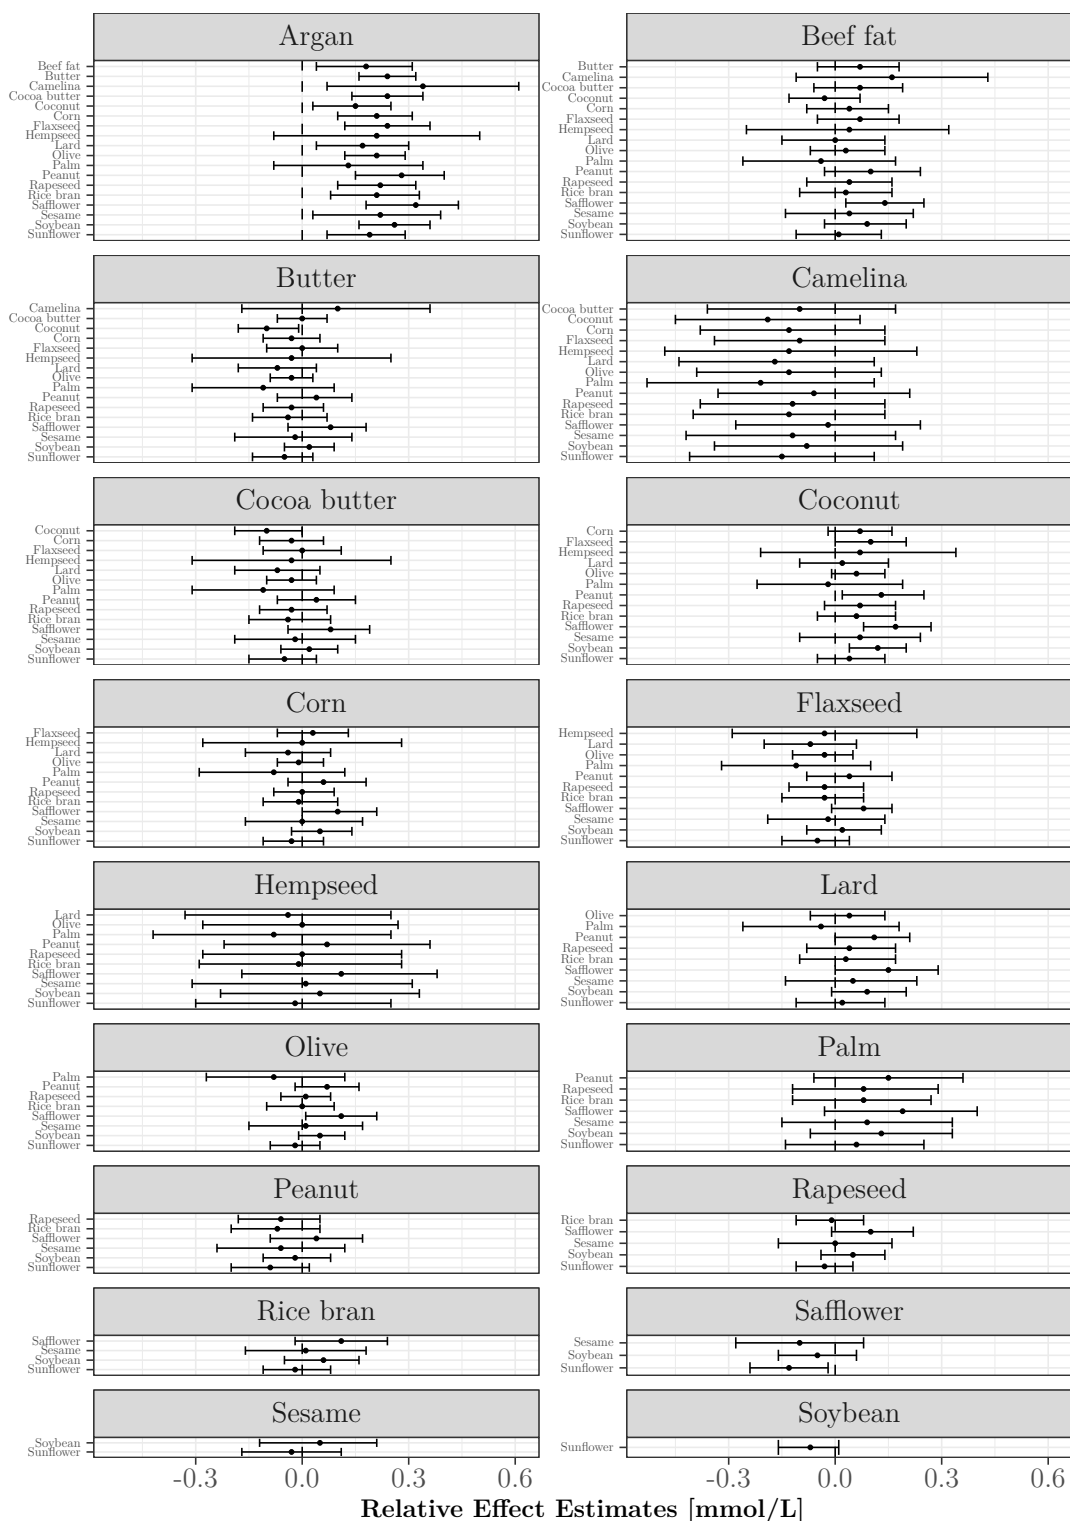 Argan
Beef fat
Butter
Camelina
Cocoa butter
Coconut
Corn
Flaxseed
Hempseed
Lard
Olive
Palm
Peanut
Rapeseed
Rice bran
Safflower
Sesame
Soybean
Sunflower
Beef fat
Butter
Camelina
Cocoa butter
Coconut
Corn
Flaxseed
Hempseed
Lard
Olive
Palm
Peanut
Rapeseed
Rice bran
Safflower
Sesame
Soybean
Sunflower
Butter
Camelina
Cocoa butter
Coconut
Corn
Flaxseed
Hempseed
Lard
Olive
Palm
Peanut
Rapeseed
Rice bran
Safflower
Sesame
Soybean
Sunflower
Camelina
Cocoa butter
Coconut
Corn
Flaxseed
Hempseed
Lard
Olive
Palm
Peanut
Rapeseed
Rice bran
Safflower
Sesame
Soybean
Sunflower
Cocoa butter
Coconut
Corn
Flaxseed
Hempseed
Lard
Olive
Palm
Peanut
Rapeseed
Rice bran
Safflower
Sesame
Soybean
Sunflower
Coconut
Corn
Flaxseed
Hempseed
Lard
Olive
Palm
Peanut
Rapeseed
Rice bran
Safflower
Sesame
Soybean
Sunflower
Corn
Flaxseed
Hempseed
Lard
Olive
Palm
Peanut
Rapeseed
Rice bran
Safflower
Sesame
Soybean
Sunflower
Flaxseed
Hempseed
Lard
Olive
Palm
Peanut
Rapeseed
Rice bran
Safflower
Sesame
Soybean
Sunflower
Hempseed
Lard
Olive
Palm
Peanut
Rapeseed
Rice bran
Safflower
Sesame
Soybean
Sunflower
Lard
Olive
Palm
Peanut
Rapeseed
Rice bran
Safflower
Sesame
Soybean
Sunflower
Olive
Palm
Peanut
Rapeseed
Rice bran
Safflower
Sesame
Soybean
Sunflower
Palm
Peanut
Rapeseed
Rice bran
Safflower
Sesame
Soybean
Sunflower
Peanut
Rapeseed
Rice bran
Safflower
Sesame
Soybean
Sunflower
Rapeseed
Rice bran
Safflower
Sesame
Soybean
Sunflower
Rice bran
Safflower
Sesame
Soybean
Sunflower
Safflower
Sesame
Soybean
Sunflower
Sesame
Soybean
Sunflower
Soybean
Sunflower
-0.3 0.0 0.3 0.6
-0.3 0.0 0.3 0.6
Relative Effect Estimates [mmol/L]